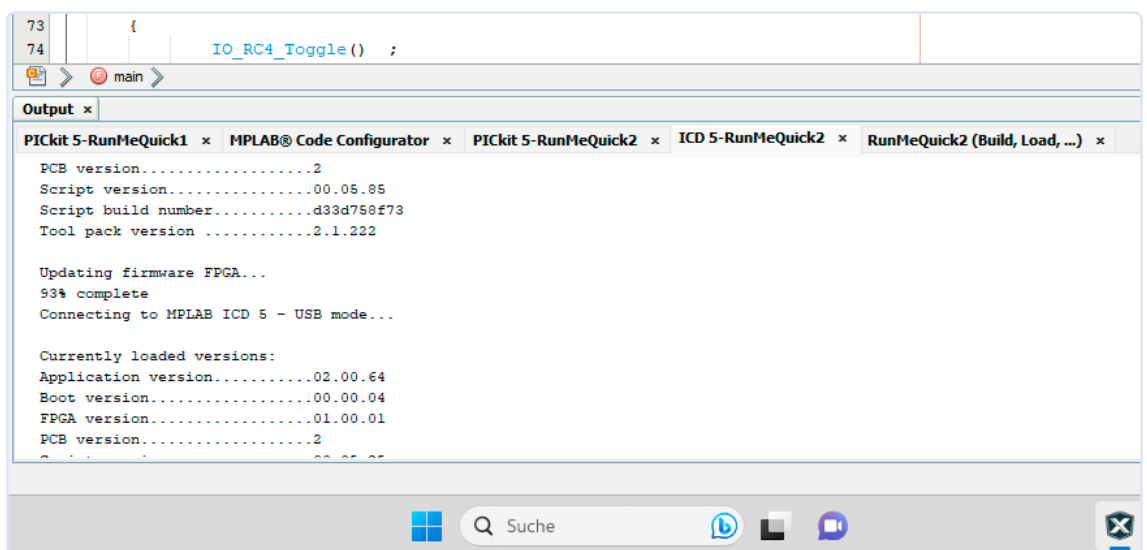 73 {
74 IO_RC4_Toggle() ;
main
Output ×
PICkit 5-RunMeQuick1 × MPLAB® Code Configurator × PICkit 5-RunMeQuick2 × ICD 5-RunMeQuick2 × RunMeQuick2 (Build, Load, ...) ×
PCB version...................2
Script version................00.05.85
Script build number...........d33d758f73
Tool pack version ............2.1.222
Updating firmware FPGA...
93% complete
Connecting to MPLAB ICD 5 - USB mode...
Currently loaded versions:
Application version...........02.00.64
Boot version..................00.00.04
FPGA version..................01.00.01
PCB version...................2
Suche